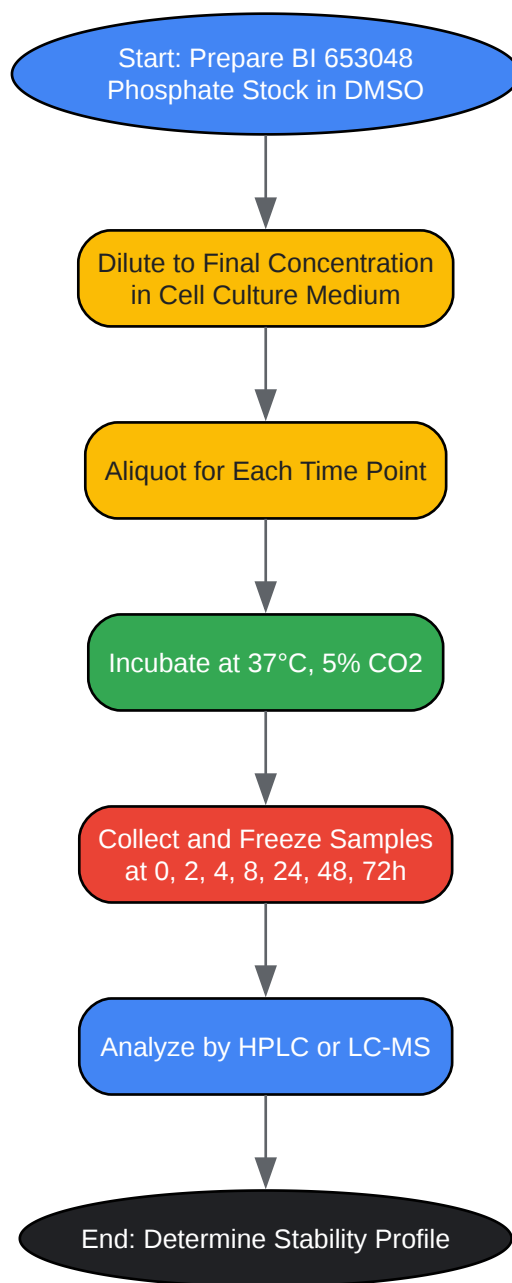 Start: Prepare BI 653048
Phosphate Stock in DMSO
Dilute to Final Concentration
in Cell Culture Medium
Aliquot for Each Time Point
Incubate at 37°C, 5% CO2
Collect and Freeze Samples
at 0, 2, 4, 8, 24, 48, 72h
Analyze by HPLC or LC-MS
End: Determine Stability Profile